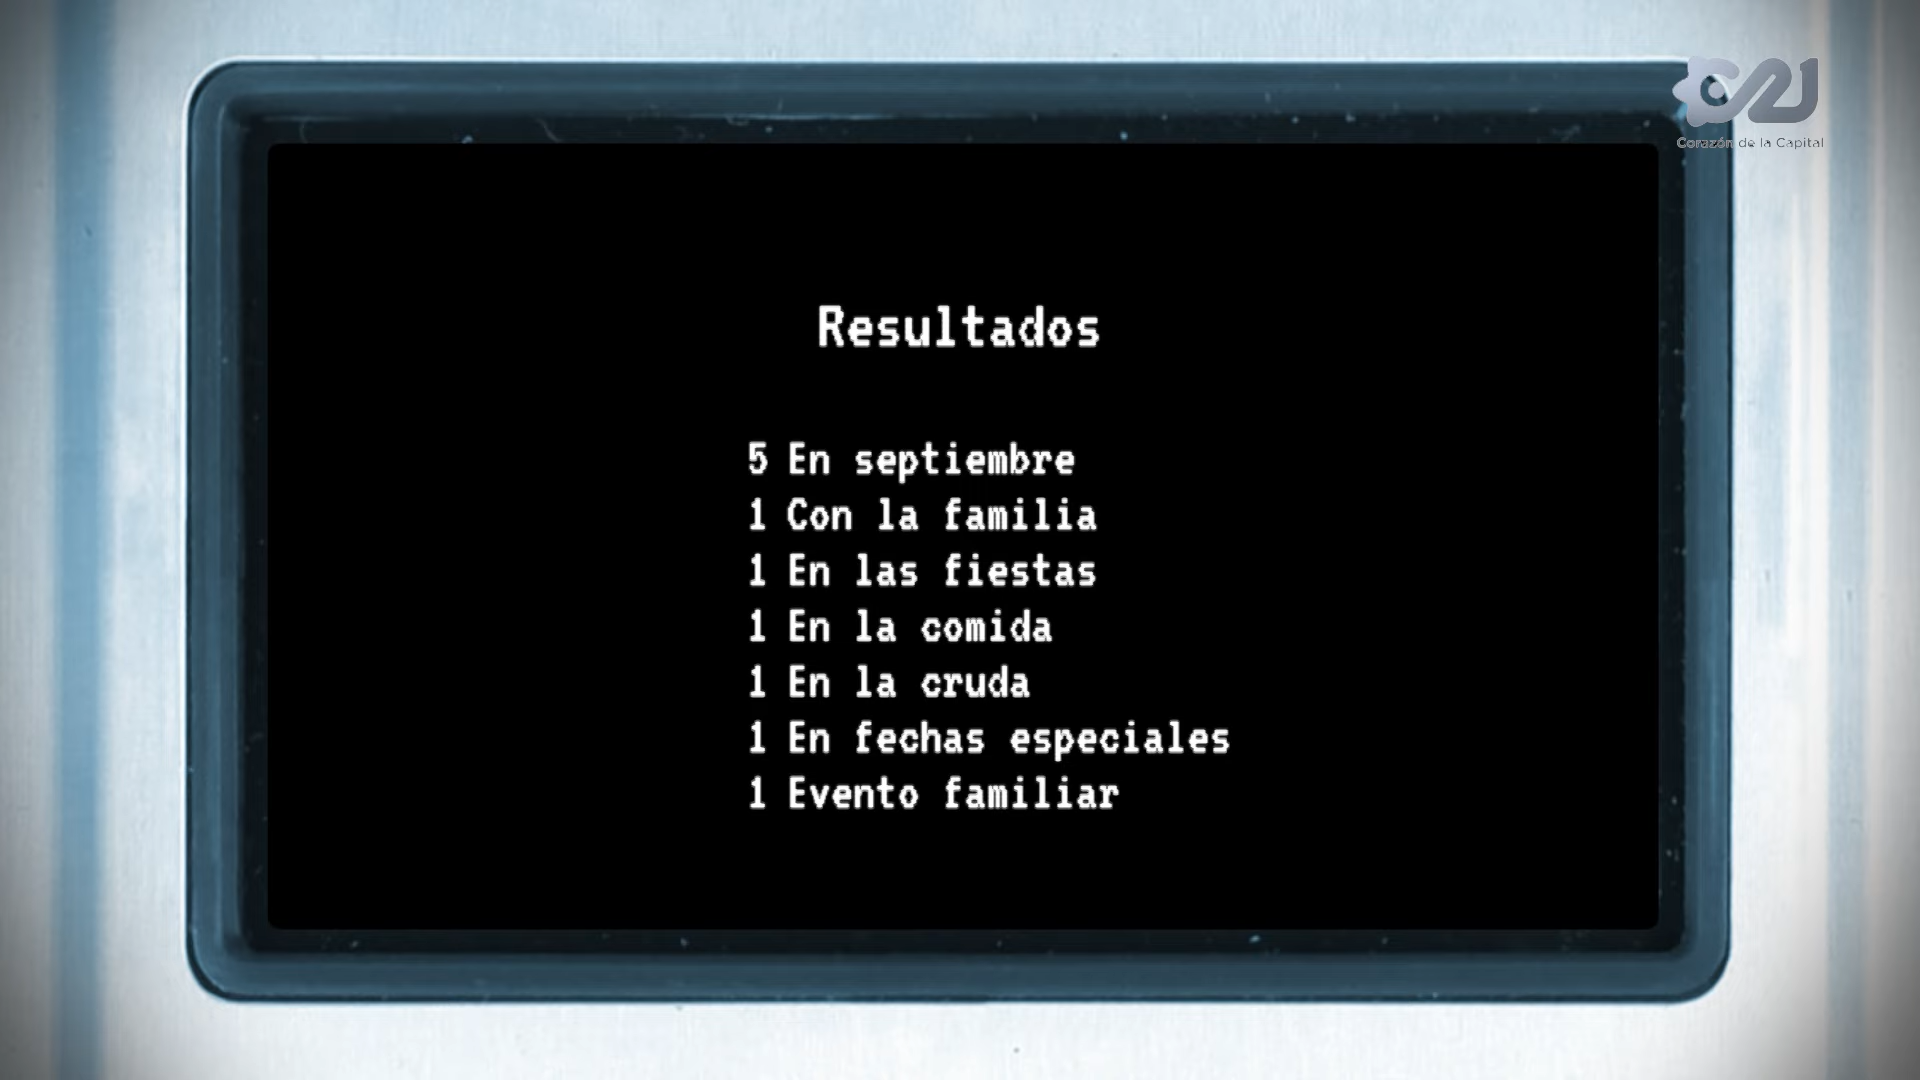 C21
Corazón de la Capital
Resultados
5 En septiembre
1 Con la familia
1 En las fiestas
1 En la comida
1 En la cruda
1 En fechas especiales
1 Evento familiar